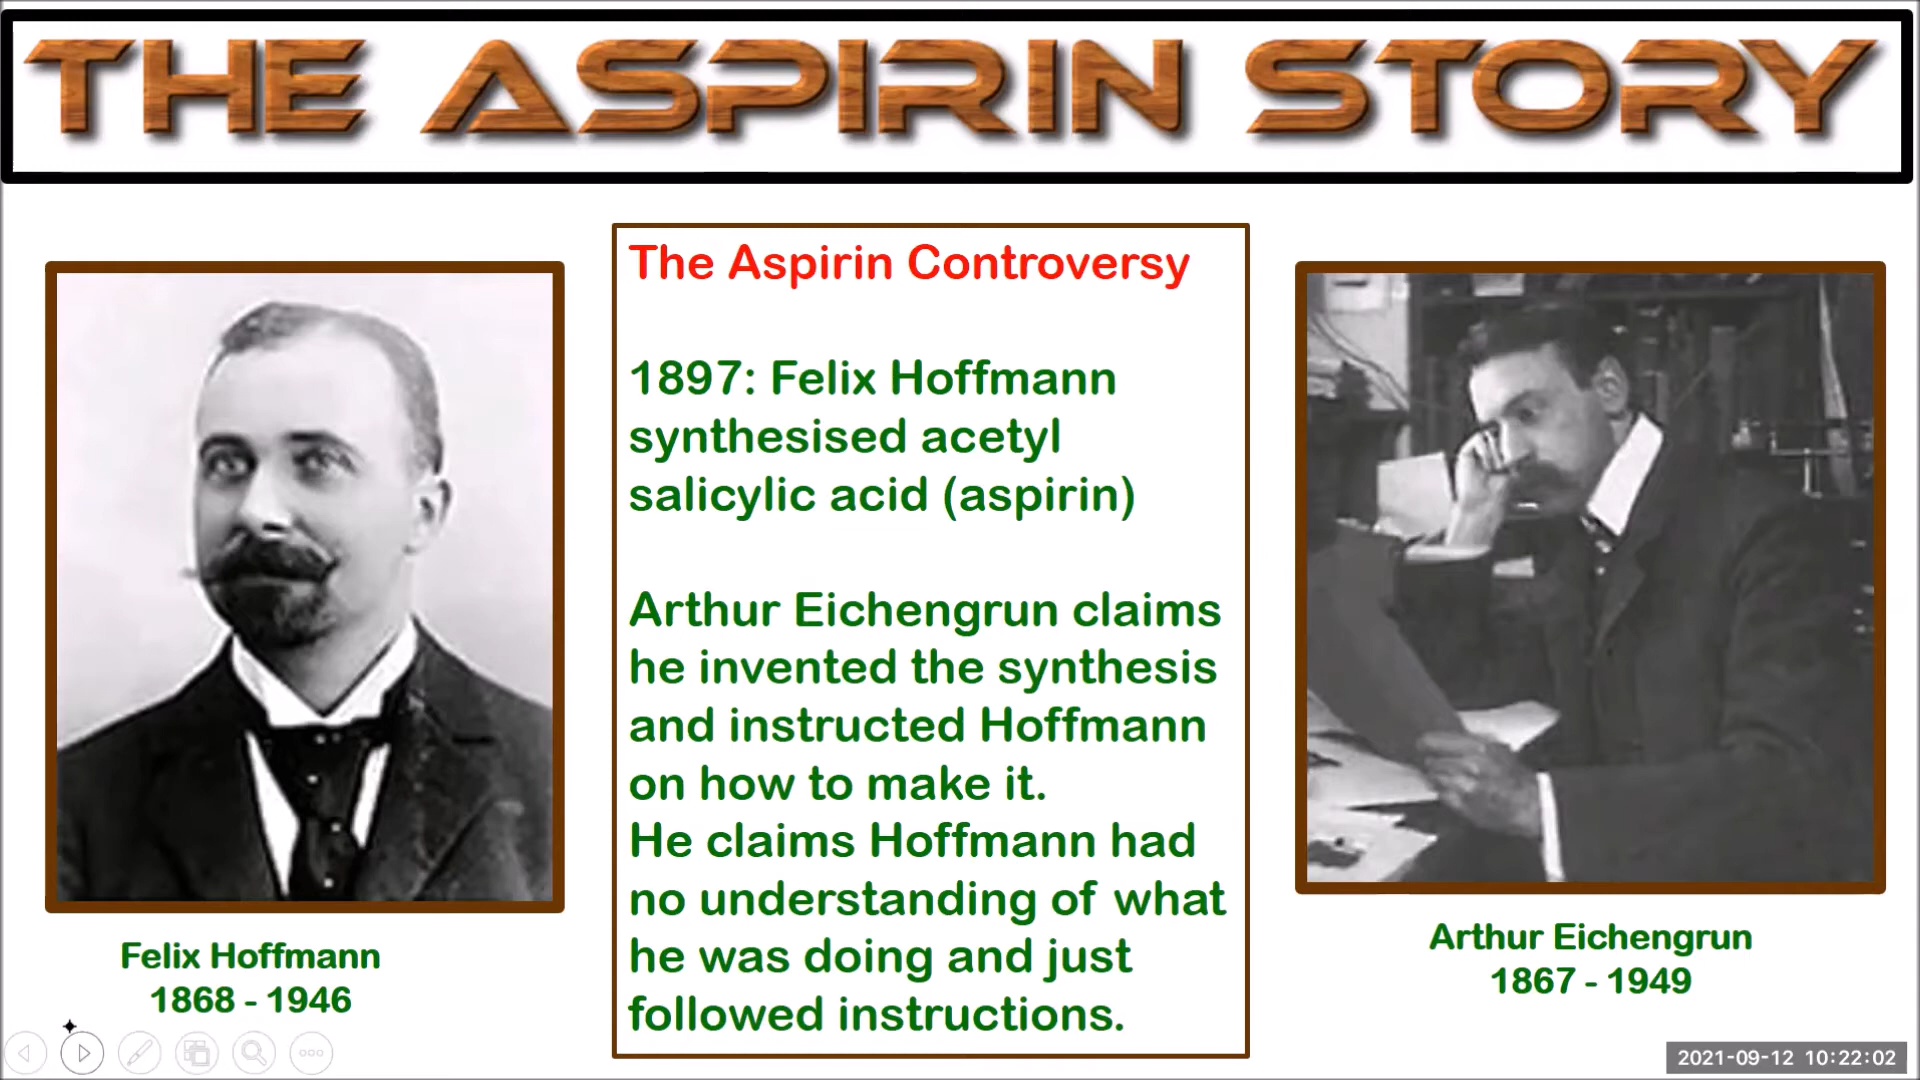 THE ASPIRIN STORY
The Aspirin Controversy
1897: Felix Hoffmann
synthesised acetyl
salicylic acid (aspirin)
Arthur Eichengrun claims
he invented the synthesis
and instructed Hoffmann
on how to make it.
He claims Hoffmann had
no understanding of what
he was doing and just
followed instructions.
Felix Hoffmann
1868 - 1946
Arthur Eichengrun
1867 - 1949
2021-09-12 10:22:02